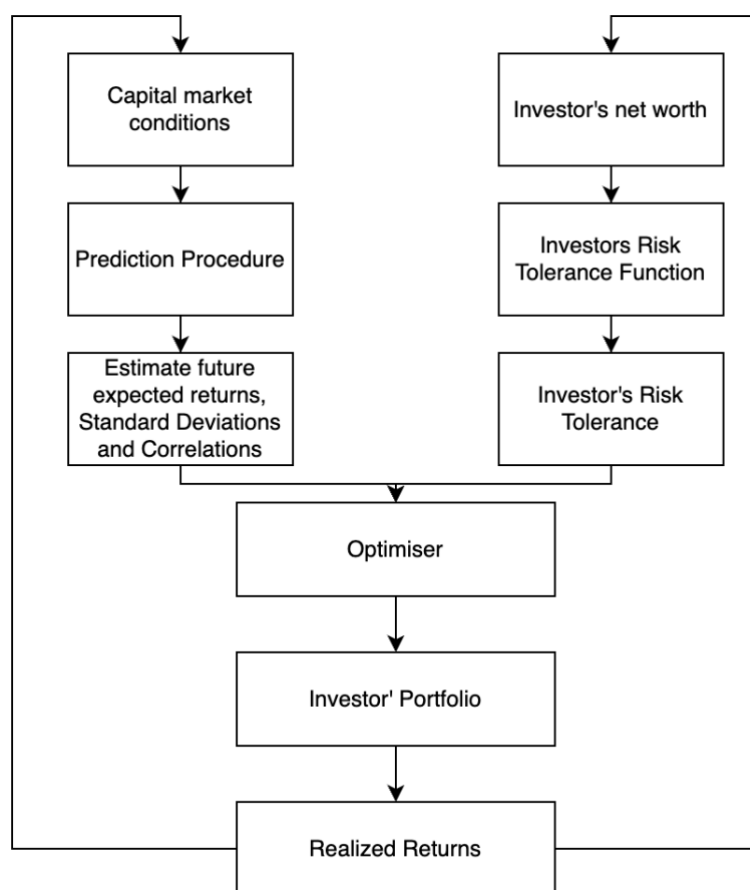 Capital market
conditions
Investor's net worth
Prediction Procedure
Investors Risk
Tolerance Function
Estimate future
expected returns,
Standard Deviations
and Correlations
Investor's Risk
Tolerance
Optimiser
Investor' Portfolio
Realized Returns